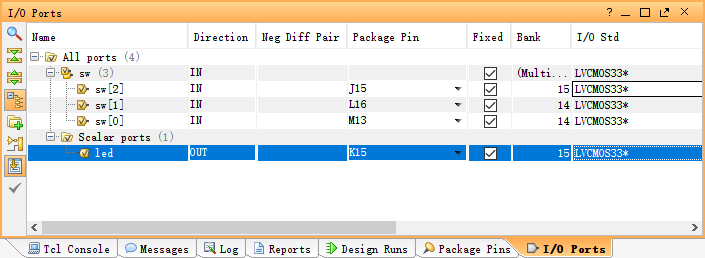 I/O Ports
Name Direction Neg Diff Pair Package Pin Fixed Bank I/O Std
All ports (4)
sw (3) IN (Multi... LVCMOS33*
sw[2] IN J15 15 LVCMOS33*
sw[1] IN L16 14 LVCMOS33*
sw[0] IN M13 14 LVCMOS33*
Scalar ports (1)
led OUT K15 15 LVCMOS33*
Tcl Console Messages Log Reports Design Runs Package Pins I/O Ports